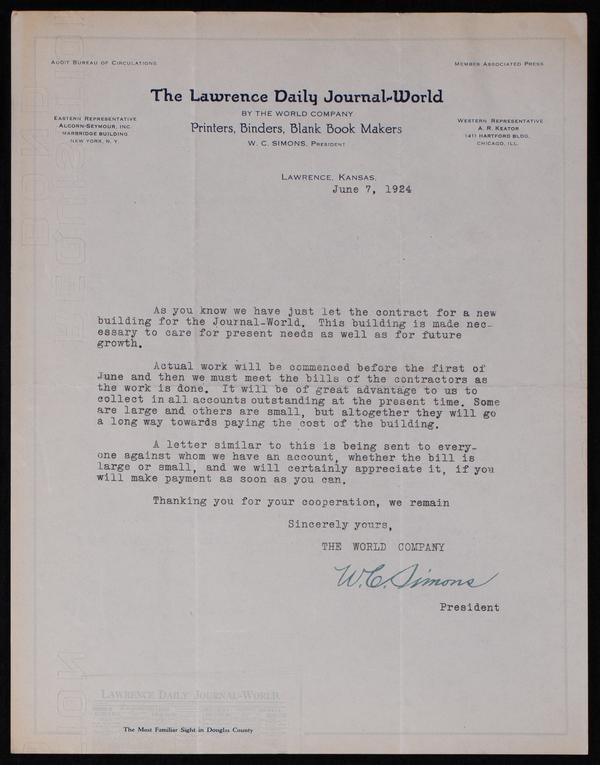 AUDIT BUREAU OF CIRCULATIONS
MEMBER ASSOCIATED PRESS
The Lawrence Daily Journal-World
BY THE WORLD COMPANY
Printers, Binders, Blank Book Makers
W. C. SIMONS, PRESIDENT
EASTERN REPRESENTATIVE
ALCORN-SEYMOUR, INC.
MARBRIDGE BUILDING
NEW YORK, N. Y.
WESTERN REPRESENTATIVE
A. R. KEATOR
1411 HARTFORD BLDG.
CHICAGO, ILL.
LAWRENCE, KANSAS,
June 7, 1924
As you know we have just let the contract for a new
building for the Journal-World. This building is made nec-
essary to care for present needs as well as for future
growth.
Actual work will be commenced before the first of
June and then we must meet the bills of the contractors as
the work is done. It will be of great advantage to us to
collect in all accounts outstanding at the present time. Some
are large and others are small, but altogether they will go
a long way towards paying the cost of the building.
A letter similar to this is being sent to every-
one against whom we have an account, whether the bill is
large or small, and we will certainly appreciate it, if you
will make payment as soon as you can.
Thanking you for your cooperation, we remain
Sincerely yours,
THE WORLD COMPANY
W. C. Simons
President
LAWRENCE DAILY JOURNAL-WORLD.
The Most Familiar Sight in Douglas County